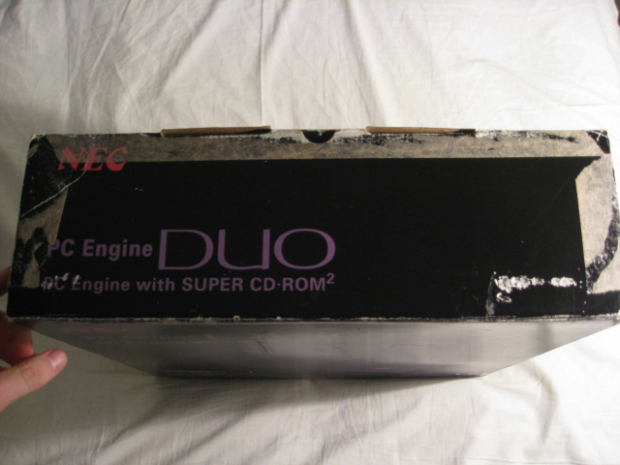 NEC
PC Engine DUO
PC Engine with SUPER CD-ROM²